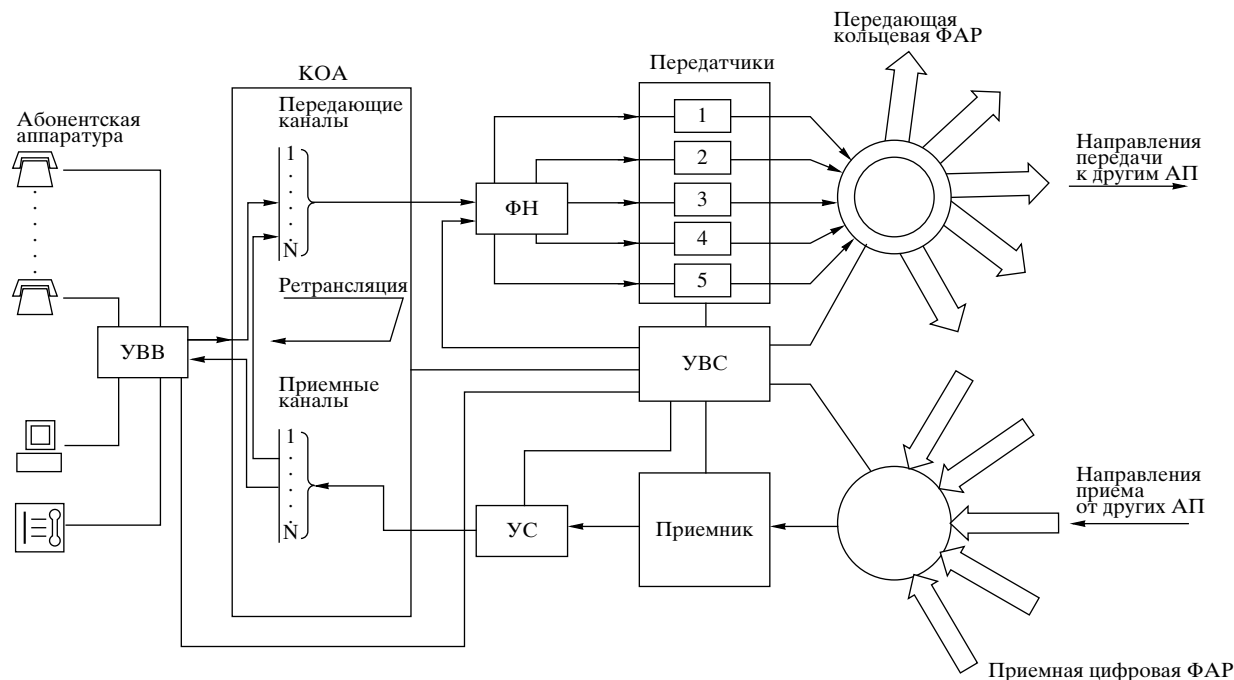 Передающая
кольцевая ФАР
Передатчики
КОА
Передающие
каналы
Абонентская
аппаратура
1
N
1
2
3
4
5
ФН
Направления
передачи
к другим АП
Ретрансляция
УВВ
УВС
Приемные
каналы
1
N
УС
Приемник
Направления
приема
от других АП
Приемная цифровая ФАР